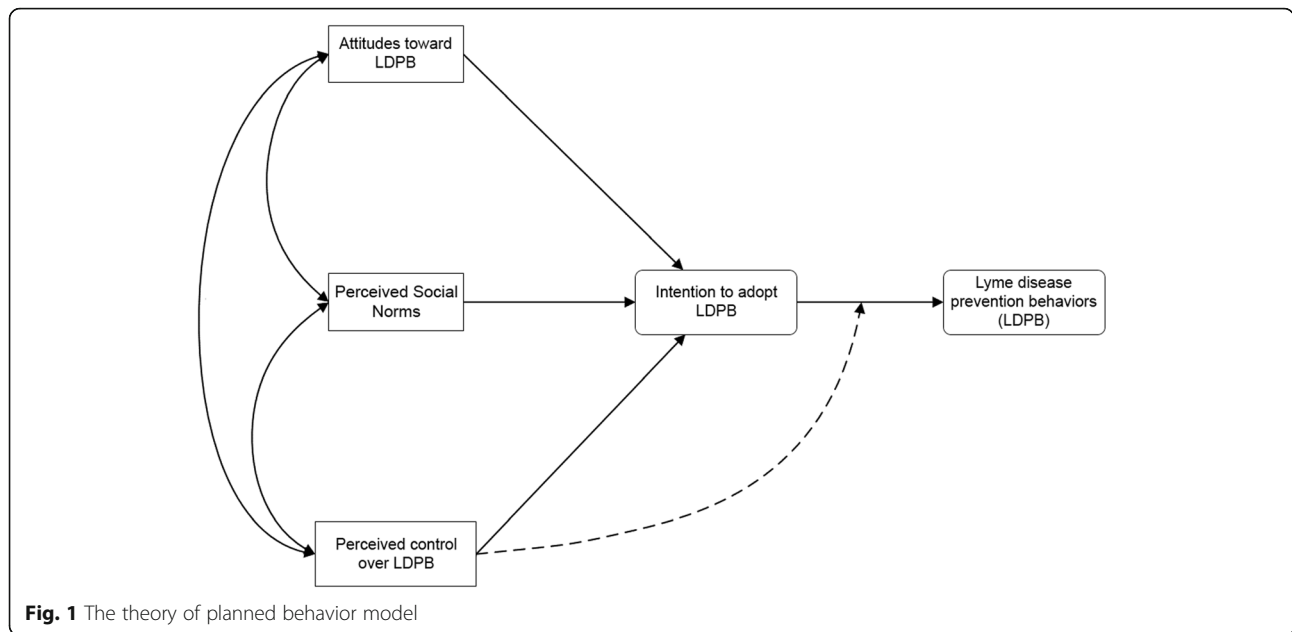 Attitudes toward
LDPB
Perceived Social
Norms
Intention to adopt
LDPB
Lyme disease
prevention behaviors
(LDPB)
Perceived control
over LDPB
Fig. 1 The theory of planned behavior model